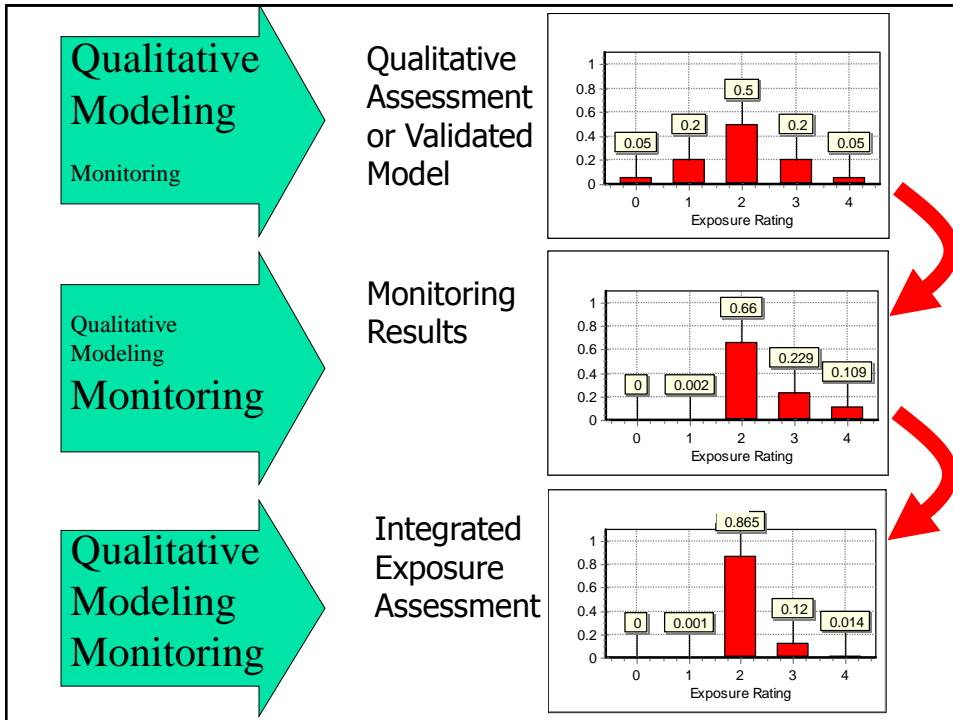 Qualitative
Modeling
Monitoring
Qualitative
Assessment
or Validated
Model
1
0.8
0.6
0.4
0.2
0
0.05
0.2
0.5
0.2
0.05
0 1 2 3 4
Exposure Rating
Qualitative
Modeling
Monitoring
Monitoring
Results
1
0.8
0.6
0.4
0.2
0
0
0.002
0.66
0.229
0.109
0 1 2 3 4
Exposure Rating
Qualitative
Modeling
Monitoring
Integrated
Exposure
Assessment
1
0.8
0.6
0.4
0.2
0
0
0.001
0.865
0.12
0.014
0 1 2 3 4
Exposure Rating